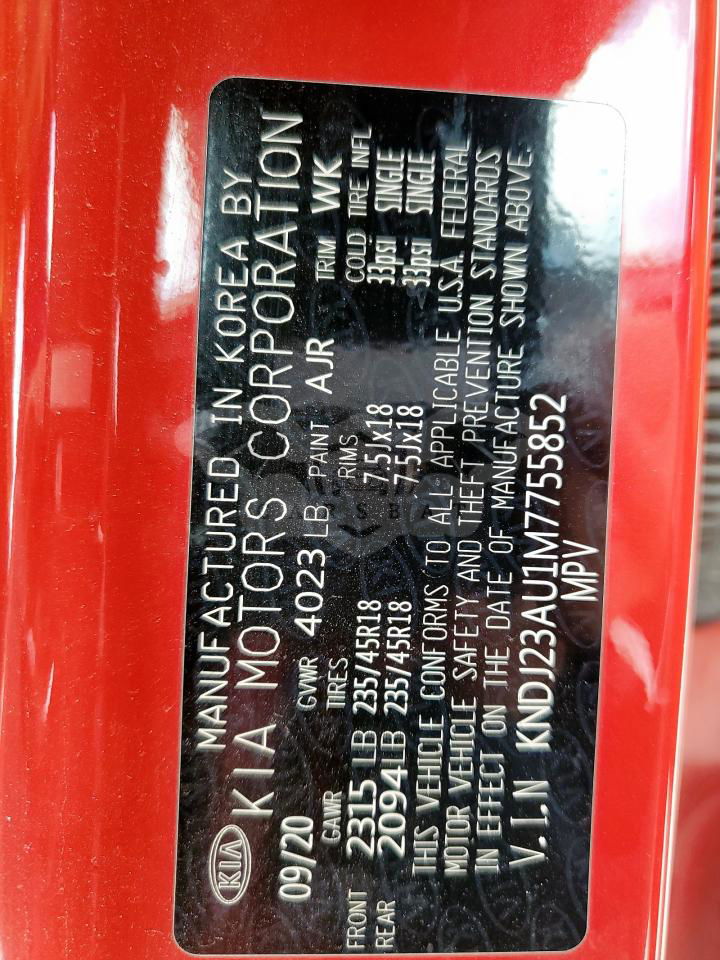 MANUFACTURED IN KOREA BY
KIA KIA MOTORS CORPORATION
09/20 GVWR 4023 LB PAINT AJR TRIM WK
GAWR TIRES RIMS COLD TIRE INFL
FRONT 2315 LB 235/45R18 7.5Jx18 33psi SINGLE
REAR 2094LB 235/45R18 7.5Jx18 33psi SINGLE
THIS VEHICLE CONFORMS TO ALL APPLICABLE U.S.A. FEDERAL
MOTOR VEHICLE SAFETY AND THEFT PREVENTION STANDARDS
IN EFFECT ON THE DATE OF MANUFACTURE SHOWN ABOVE.
V.I.N KNDJ23AU1M7755852
MPV